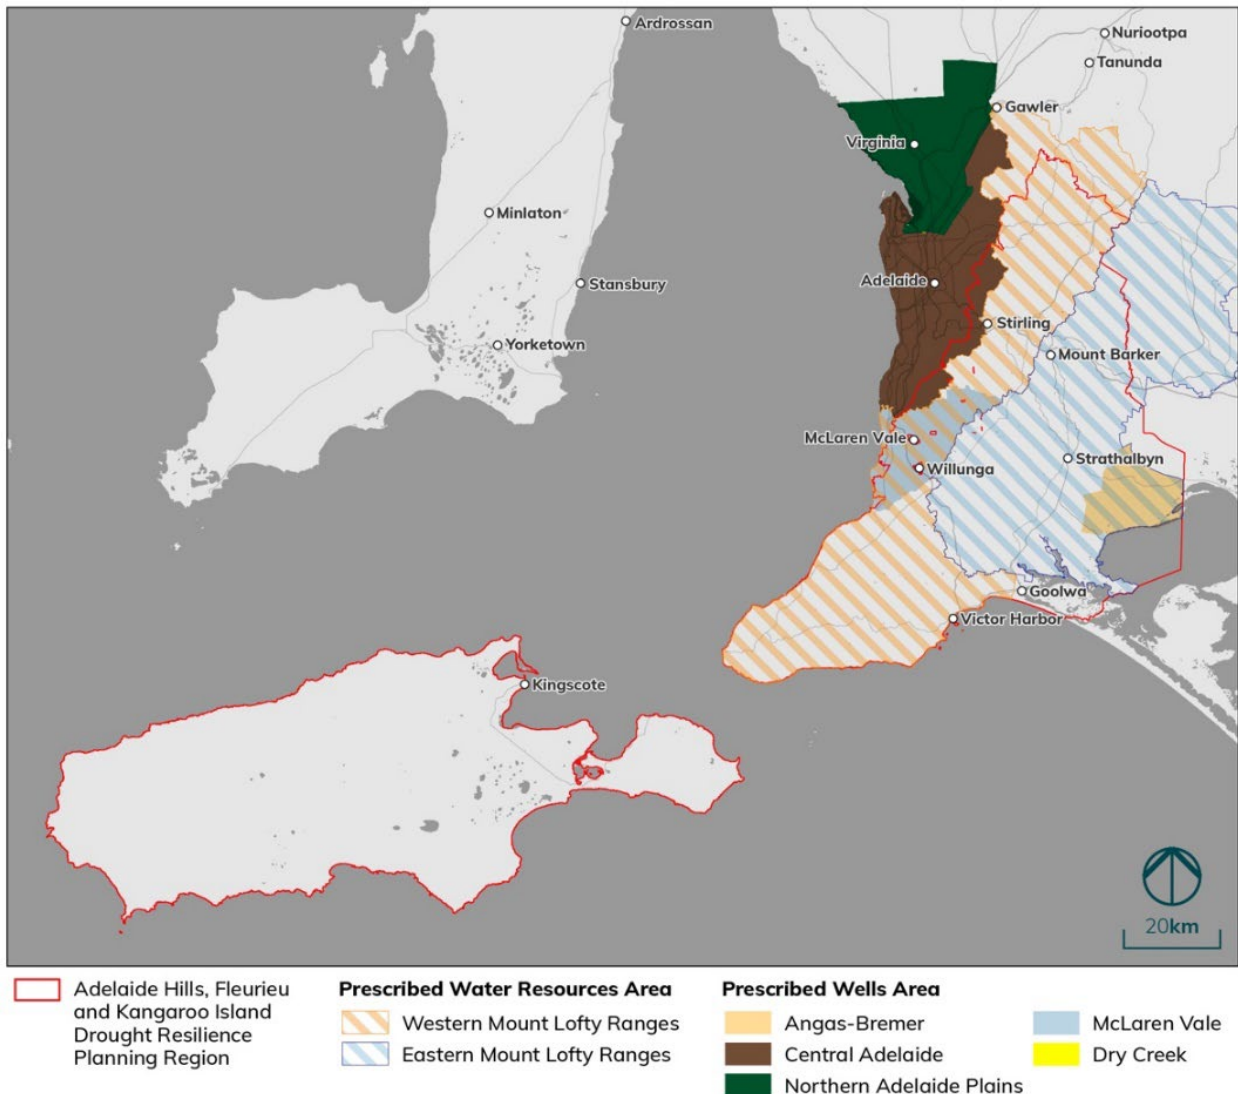 Ardrossan
Nuriootpa
Tanunda
Gawler
Virginia
Minlaton
Stansbury
Adelaide
Stirling
Yorketown
Mount Barker
McLaren Vale
Strathalbyn
Willunga
Goolwa
Victor Harbor
Kingscote
20km
Adelaide Hills, Fleurieu
and Kangaroo Island
Drought Resilience
Planning Region
Prescribed Water Resources Area
Western Mount Lofty Ranges
Eastern Mount Lofty Ranges
Prescribed Wells Area
Angas-Bremer
Central Adelaide
Northern Adelaide Plains
McLaren Vale
Dry Creek